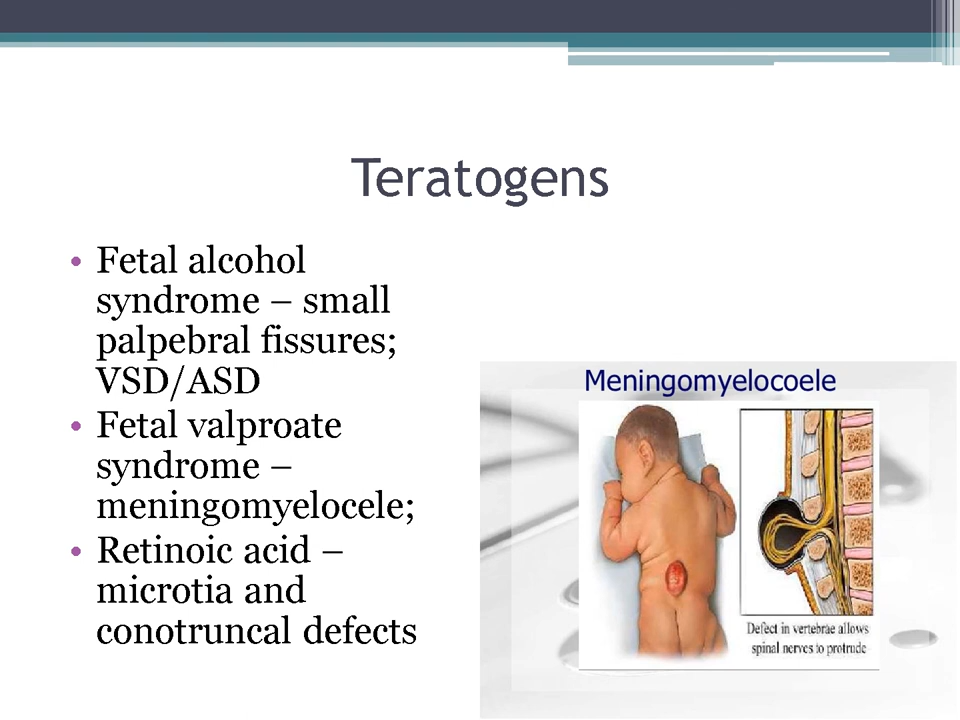 Teratogens
• Fetal alcohol
syndrome – small
palpebral fissures;
VSD/ASD
• Fetal valproate
syndrome –
meningomyelocele;
• Retinoic acid –
microtia and
conotruncal defects
Meningomyelocoele
Defect in vertebrae allows
spinal nerves to protrude